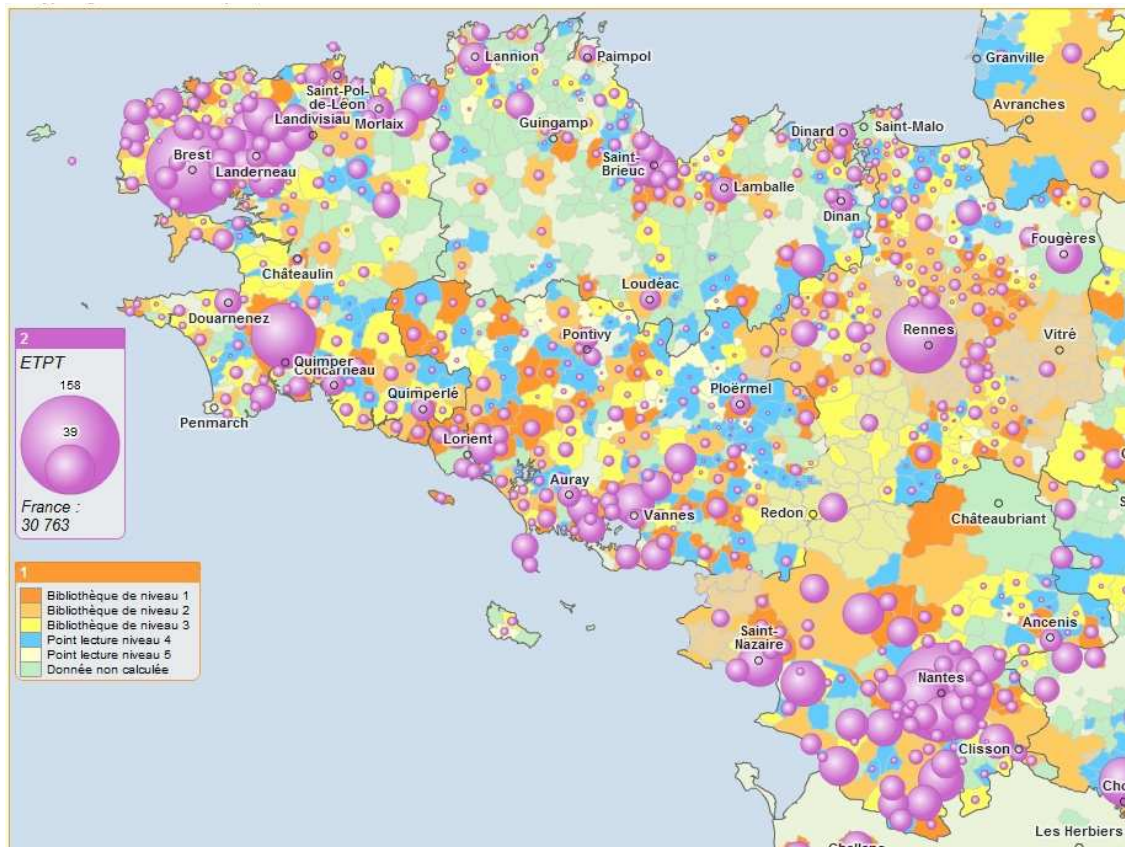 Lannion
Paimpol
Granville
Saint-Pol-
de-Léon
Landivisiau
Morlaix
Guingamp
Avranches
Dinard
Saint-Malo
Brest
Landerneau
Saint-
Brieuc
Lamballe
Dinan
Fougères
Châteaulin
Loudéac
Douarnenez
Rennes
Vitré
Pontivy
Quimper
Concarneau
Quimperlé
Ploërmel
Penmarch
Lorient
Auray
Vannes
Redon
Châteaubriant
2
ETPT
158
39
France :
30 763
1
Bibliothèque de niveau 1
Bibliothèque de niveau 2
Bibliothèque de niveau 3
Point lecture niveau 4
Point lecture niveau 5
Donnée non calculée
Ancenis
Saint-
Nazaire
Nantes
Clisson
Cho
Les Herbiers